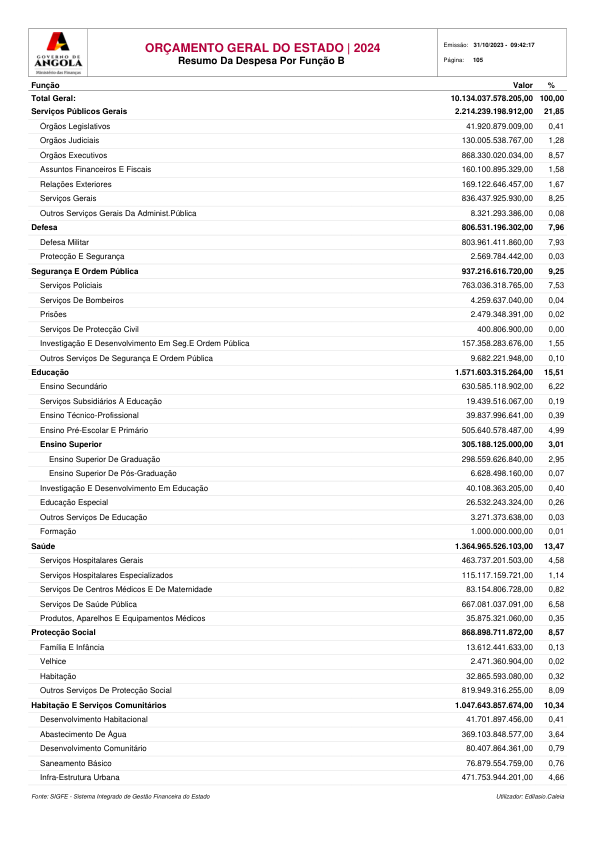 GOVERNO DE
ANGOLA
Ministério das Finanças
ORÇAMENTO GERAL DO ESTADO | 2024
Resumo Da Despesa Por Função B
Emissão: 31/10/2023 - 09:42:17
Página: 105
Função Valor %
Total Geral: 10.134.037.578.205,00 100,00
Serviços Públicos Gerais 2.214.239.198.912,00 21,85
Orgãos Legislativos 41.920.879.009,00 0,41
Orgãos Judiciais 130.005.538.767,00 1,28
Orgãos Executivos 868.330.020.034,00 8,57
Assuntos Financeiros E Fiscais 160.100.895.329,00 1,58
Relações Exteriores 169.122.646.457,00 1,67
Serviços Gerais 836.437.925.930,00 8,25
Outros Serviços Gerais Da Administ.Pública 8.321.293.386,00 0,08
Defesa 806.531.196.302,00 7,96
Defesa Militar 803.961.411.860,00 7,93
Protecção E Segurança 2.569.784.442,00 0,03
Segurança E Ordem Pública 937.216.616.720,00 9,25
Serviços Policiais 763.036.318.765,00 7,53
Serviços De Bombeiros 4.259.637.040,00 0,04
Prisões 2.479.348.391,00 0,02
Serviços De Protecção Civil 400.806.900,00 0,00
Investigação E Desenvolvimento Em Seg.E Ordem Pública 157.358.283.676,00 1,55
Outros Serviços De Segurança E Ordem Pública 9.682.221.948,00 0,10
Educação 1.571.603.315.264,00 15,51
Ensino Secundário 630.585.118.902,00 6,22
Serviços Subsidiários À Educação 19.439.516.067,00 0,19
Ensino Técnico-Profissional 39.837.996.641,00 0,39
Ensino Pré-Escolar E Primário 505.640.578.487,00 4,99
Ensino Superior 305.188.125.000,00 3,01
Ensino Superior De Graduação 298.559.626.840,00 2,95
Ensino Superior De Pós-Graduação 6.628.498.160,00 0,07
Investigação E Desenvolvimento Em Educação 40.108.363.205,00 0,40
Educação Especial 26.532.243.324,00 0,26
Outros Serviços De Educação 3.271.373.638,00 0,03
Formação 1.000.000.000,00 0,01
Saúde 1.364.965.526.103,00 13,47
Serviços Hospitalares Gerais 463.737.201.503,00 4,58
Serviços Hospitalares Especializados 115.117.159.721,00 1,14
Serviços De Centros Médicos E De Maternidade 83.154.806.728,00 0,82
Serviços De Saúde Pública 667.081.037.091,00 6,58
Produtos, Aparelhos E Equipamentos Médicos 35.875.321.060,00 0,35
Protecção Social 868.898.711.872,00 8,57
Família E Infância 13.612.441.633,00 0,13
Velhice 2.471.360.904,00 0,02
Habitação 32.865.593.080,00 0,32
Outros Serviços De Protecção Social 819.949.316.255,00 8,09
Habitação E Serviços Comunitários 1.047.643.857.674,00 10,34
Desenvolvimento Habitacional 41.701.897.456,00 0,41
Abastecimento De Água 369.103.848.577,00 3,64
Desenvolvimento Comunitário 80.407.864.361,00 0,79
Saneamento Básico 76.879.554.759,00 0,76
Infra-Estrutura Urbana 471.753.944.201,00 4,66
Fonte: SIGFE - Sistema Integrado de Gestão Financeira do Estado Utilizador: Edilasio.Caleia